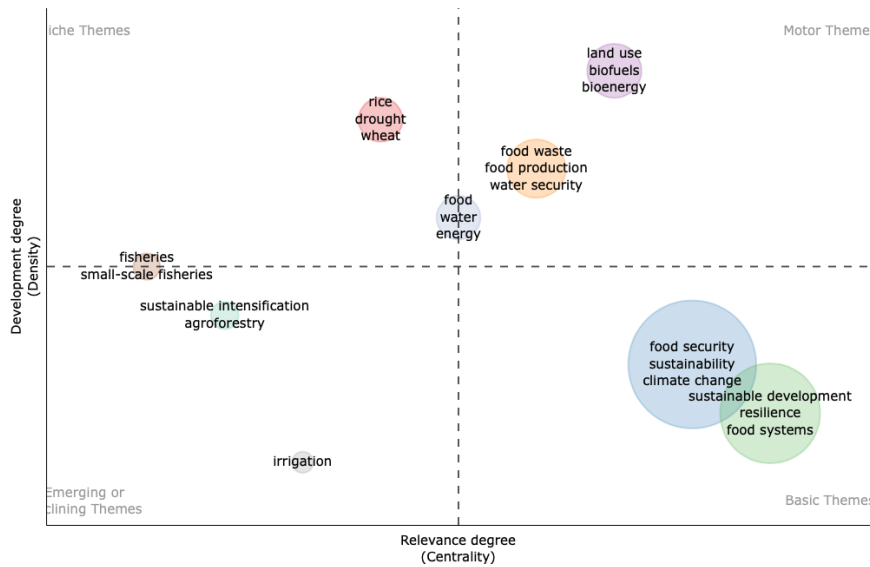 iche Themes
Motor Theme
land use
biofuels
bioenergy
rice
drought
wheat
food waste
food production
water security
food
water
energy
Development degree
(Density)
fisheries
small-scale fisheries
sustainable intensification
agroforestry
food security
sustainability
climate change
sustainable development
resilience
food systems
irrigation
Emerging or
clining Themes
Basic Themes
Relevance degree
(Centrality)